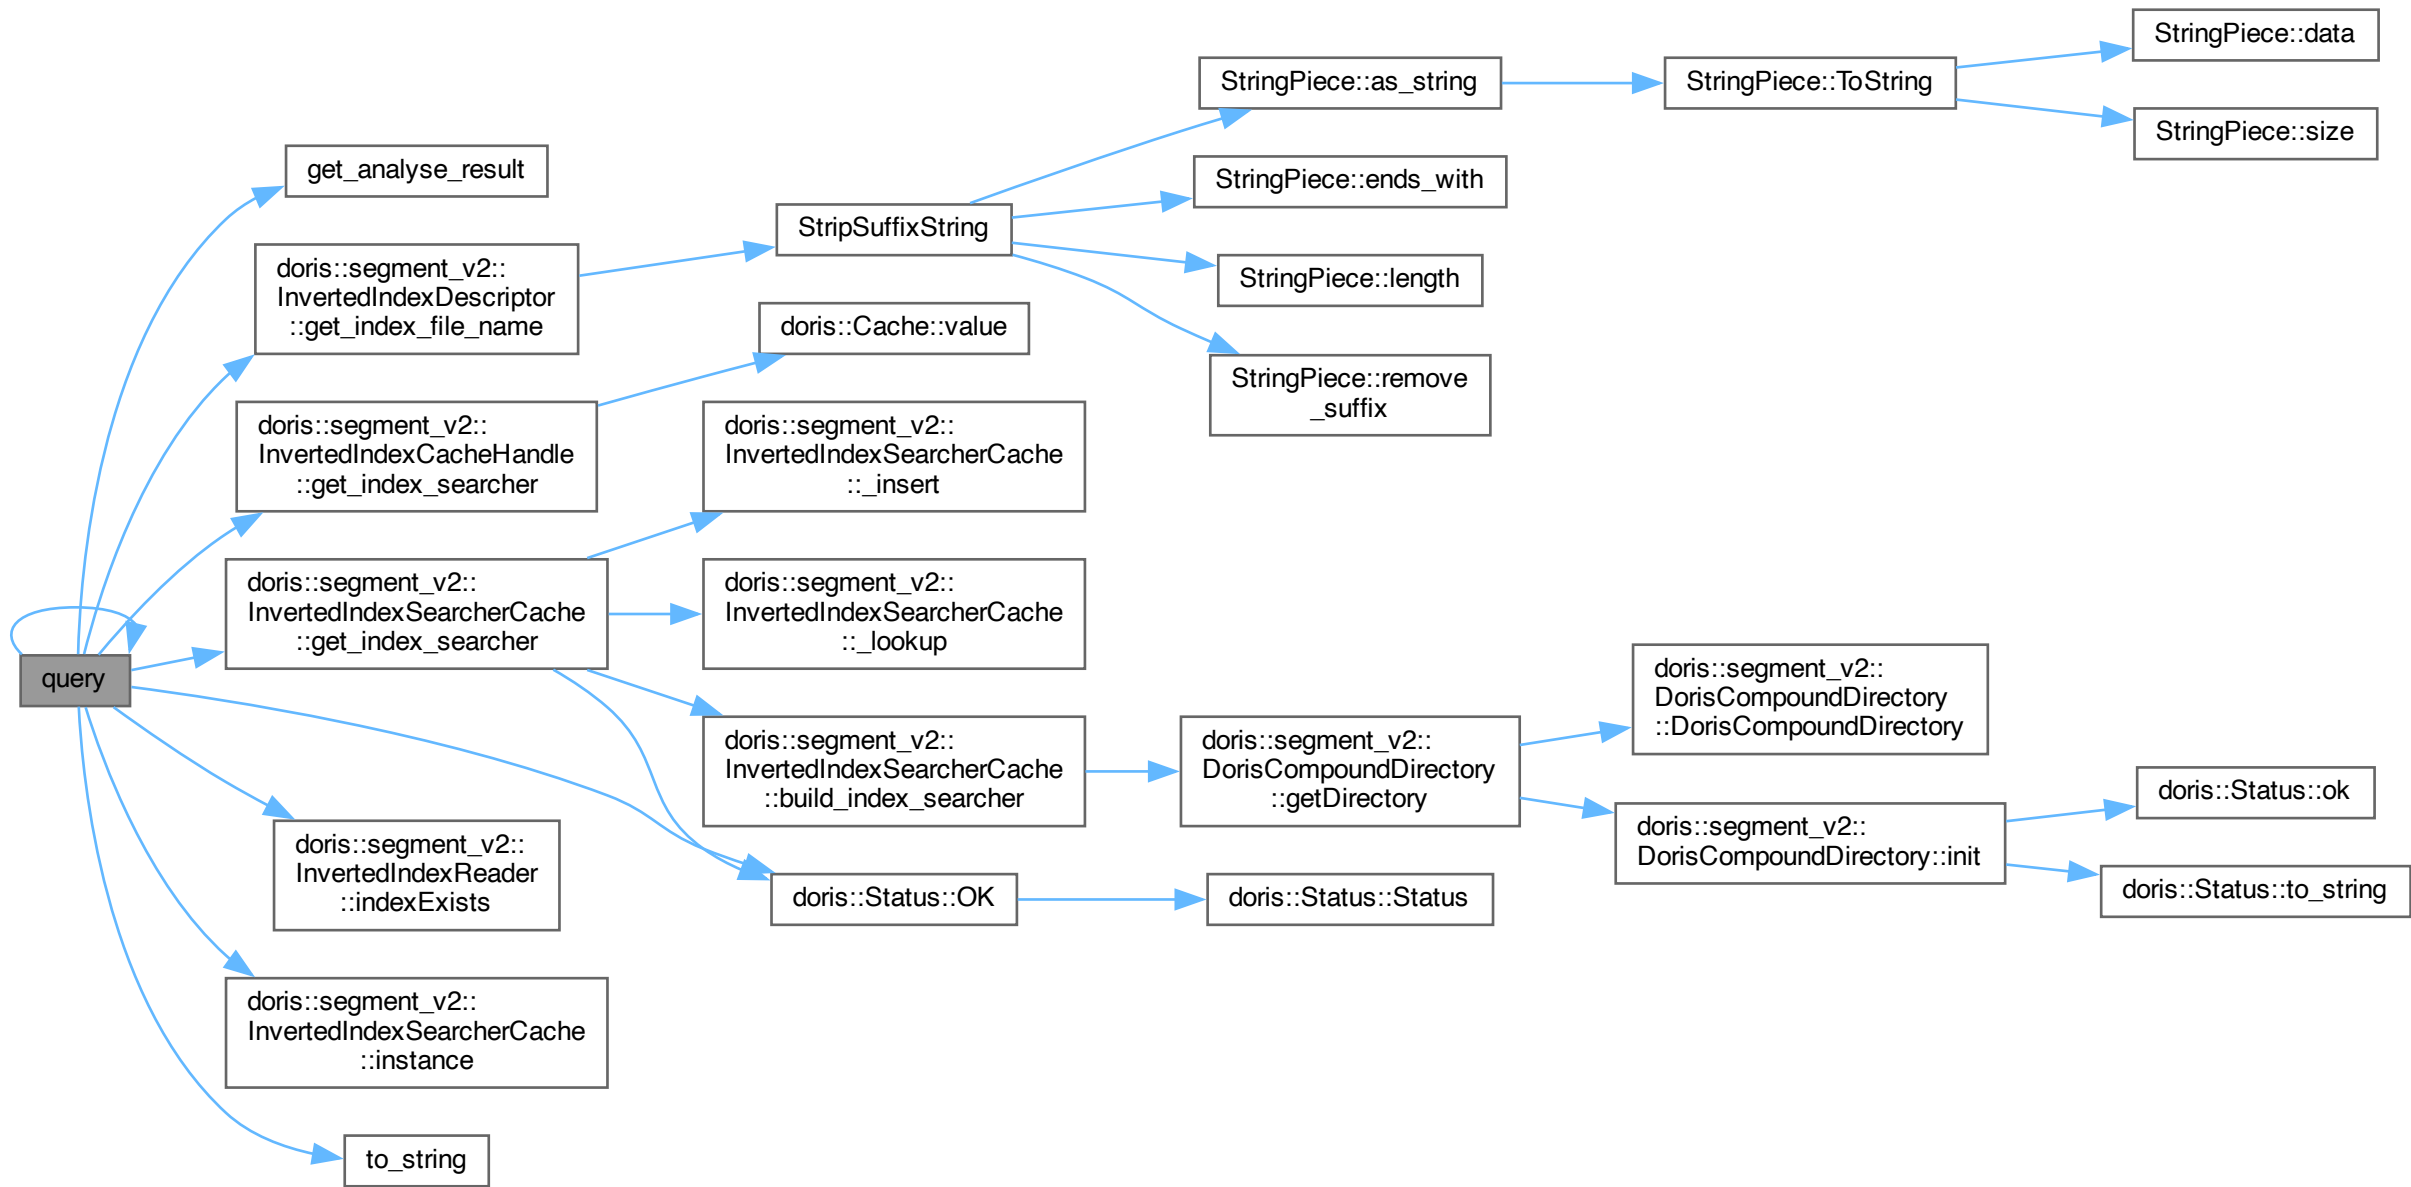 query
get_analyse_result
doris::segment_v2::
InvertedIndexDescriptor
::get_index_file_name
doris::segment_v2::
InvertedIndexCacheHandle
::get_index_searcher
doris::segment_v2::
InvertedIndexSearcherCache
::get_index_searcher
doris::segment_v2::
InvertedIndexReader
::indexExists
doris::segment_v2::
InvertedIndexSearcherCache
::instance
to_string
StripSuffixString
doris::Cache::value
doris::segment_v2::
InvertedIndexSearcherCache
::_insert
doris::segment_v2::
InvertedIndexSearcherCache
::_lookup
doris::segment_v2::
InvertedIndexSearcherCache
::build_index_searcher
doris::Status::OK
StringPiece::as_string
StringPiece::ends_with
StringPiece::length
StringPiece::remove
_suffix
doris::segment_v2::
DorisCompoundDirectory
::getDirectory
doris::Status::Status
StringPiece::ToString
doris::segment_v2::
DorisCompoundDirectory
::DorisCompoundDirectory
doris::segment_v2::
DorisCompoundDirectory::init
StringPiece::data
StringPiece::size
doris::Status::ok
doris::Status::to_string